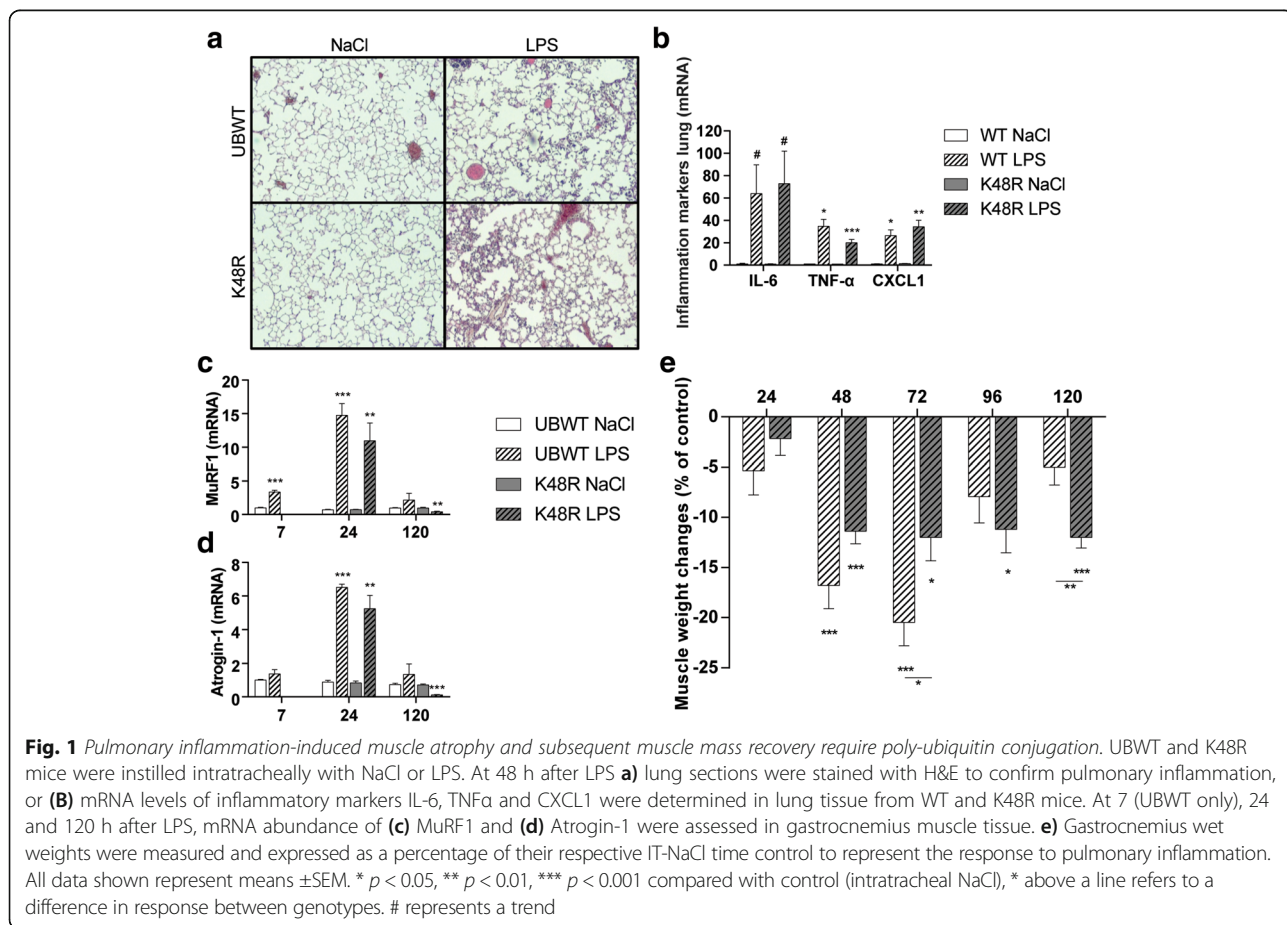 a
NaCl
LPS
UBWT
K48R
b
Inflammation markers lung (mRNA)
120
100
80
60
40
20
0
#
#
*
***
*
**
IL-6
TNF-α
CXCL1
WT NaCl
WT LPS
K48R NaCl
K48R LPS
c
MuRF1 (mRNA)
20
15
10
5
0
***
***
**
**
7
24
120
UBWT NaCl
UBWT LPS
K48R NaCl
K48R LPS
d
Atrogin-1 (mRNA)
8
6
4
2
0
***
**
***
7
24
120
e
Muscle weight changes (% of control)
24
48
72
96
120
0
-5
-10
-15
-20
-25
***
***
***
*
*
*
***
**
Fig. 1 Pulmonary inflammation-induced muscle atrophy and subsequent muscle mass recovery require poly-ubiquitin conjugation. UBWT and K48R
mice were instilled intratracheally with NaCl or LPS. At 48 h after LPS a) lung sections were stained with H&E to confirm pulmonary inflammation,
or (B) mRNA levels of inflammatory markers IL-6, TNFα and CXCL1 were determined in lung tissue from WT and K48R mice. At 7 (UBWT only), 24
and 120 h after LPS, mRNA abundance of (c) MuRF1 and (d) Atrogin-1 were assessed in gastrocnemius muscle tissue. e) Gastrocnemius wet
weights were measured and expressed as a percentage of their respective IT-NaCl time control to represent the response to pulmonary inflammation.
All data shown represent means ±SEM. * p < 0.05, ** p < 0.01, *** p < 0.001 compared with control (intratracheal NaCl), * above a line refers to a
difference in response between genotypes. # represents a trend